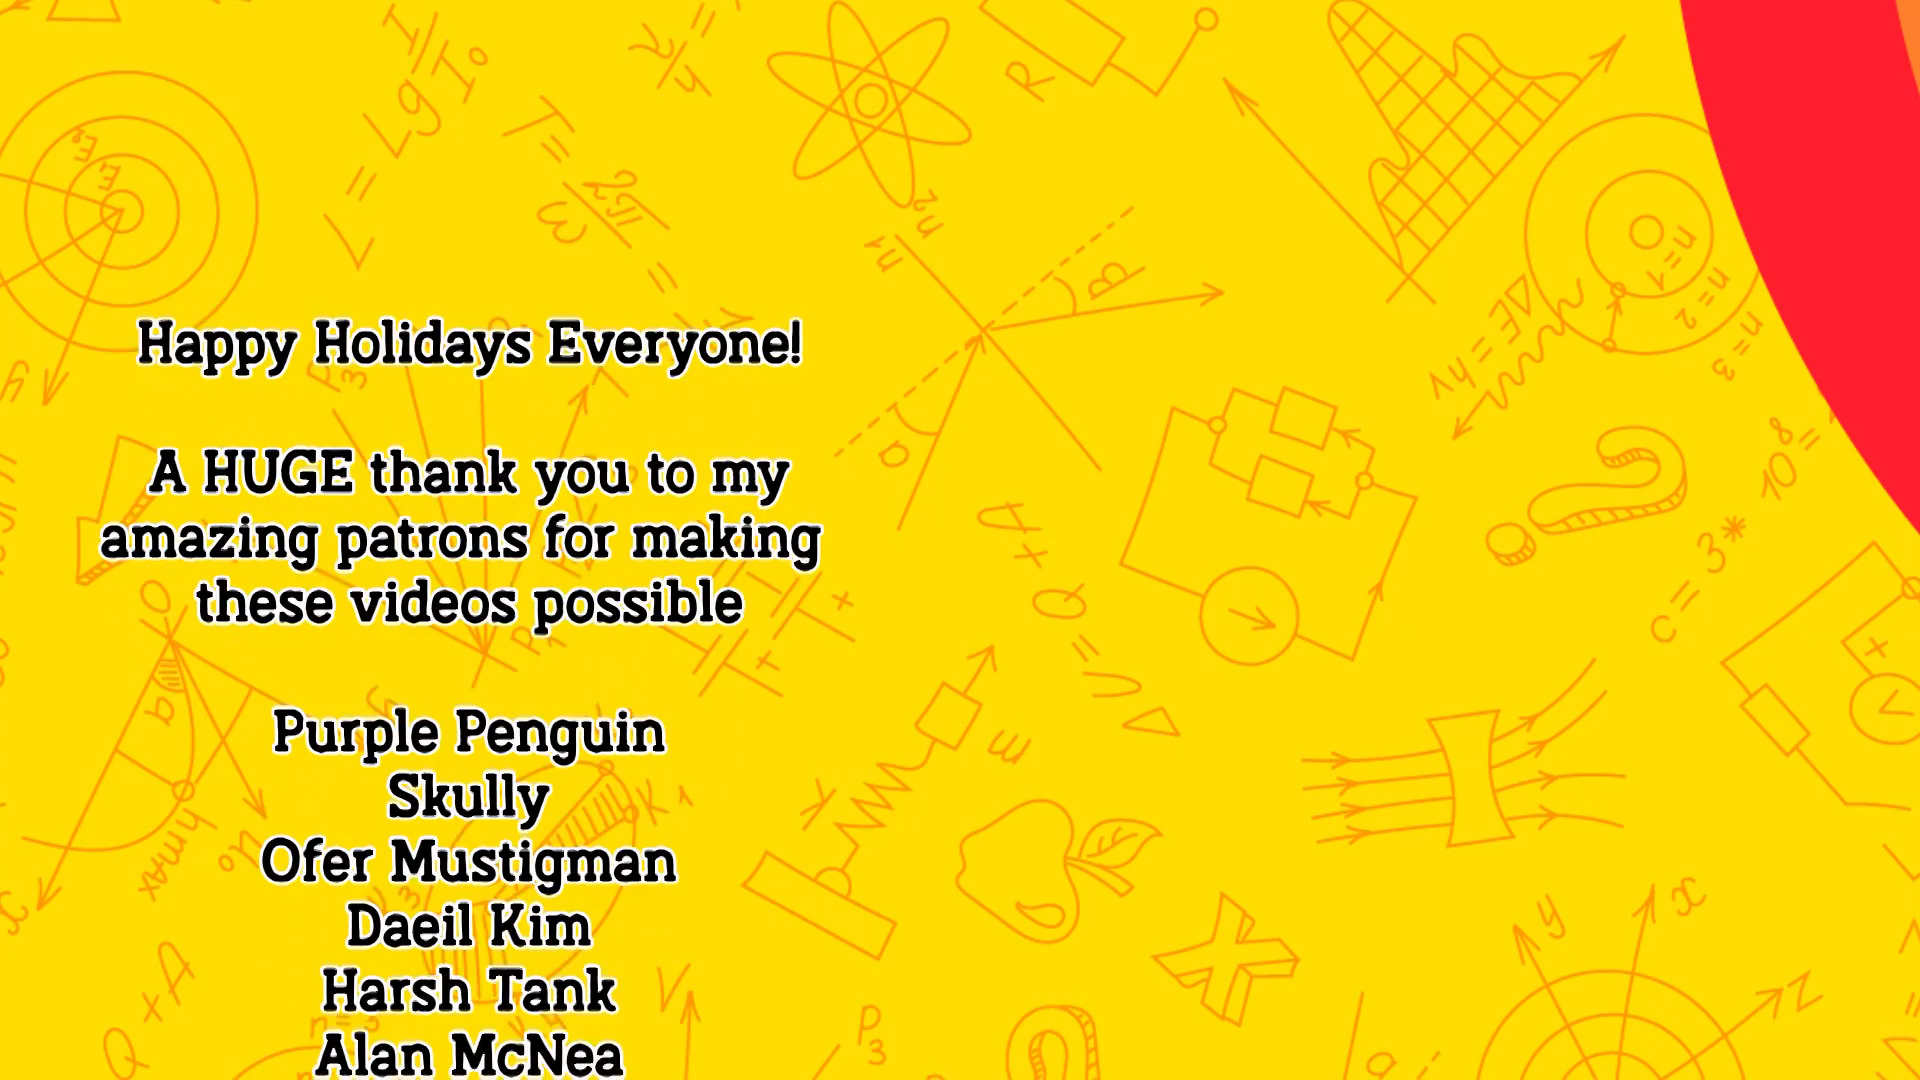 Happy Holidays Everyone!
A HUGE thank you to my
amazing patrons for making
these videos possible
Purple Penguin
Skully
Ofer Mustigman
Daeil Kim
Harsh Tank
Alan McNea